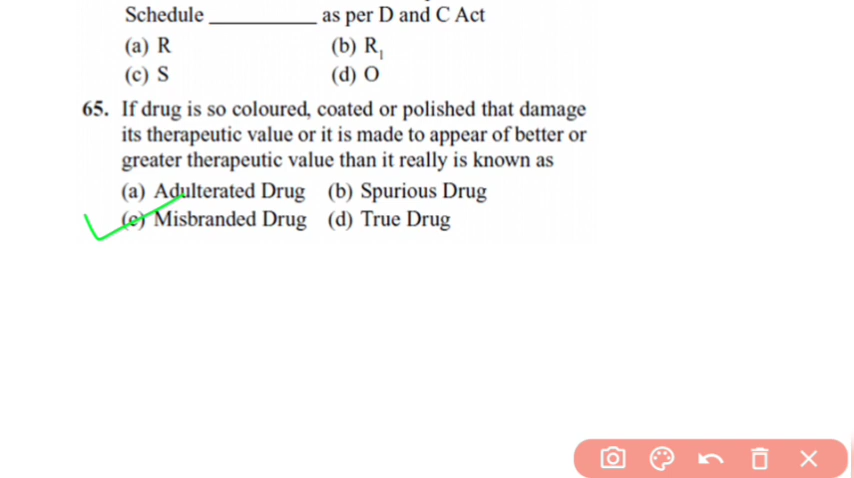 Schedule __________ as per D and C Act
(a) R (b) R₁
(c) S (d) O
65. If drug is so coloured, coated or polished that damage
its therapeutic value or it is made to appear of better or
greater therapeutic value than it really is known as
(a) Adulterated Drug (b) Spurious Drug
(c) Misbranded Drug (d) True Drug